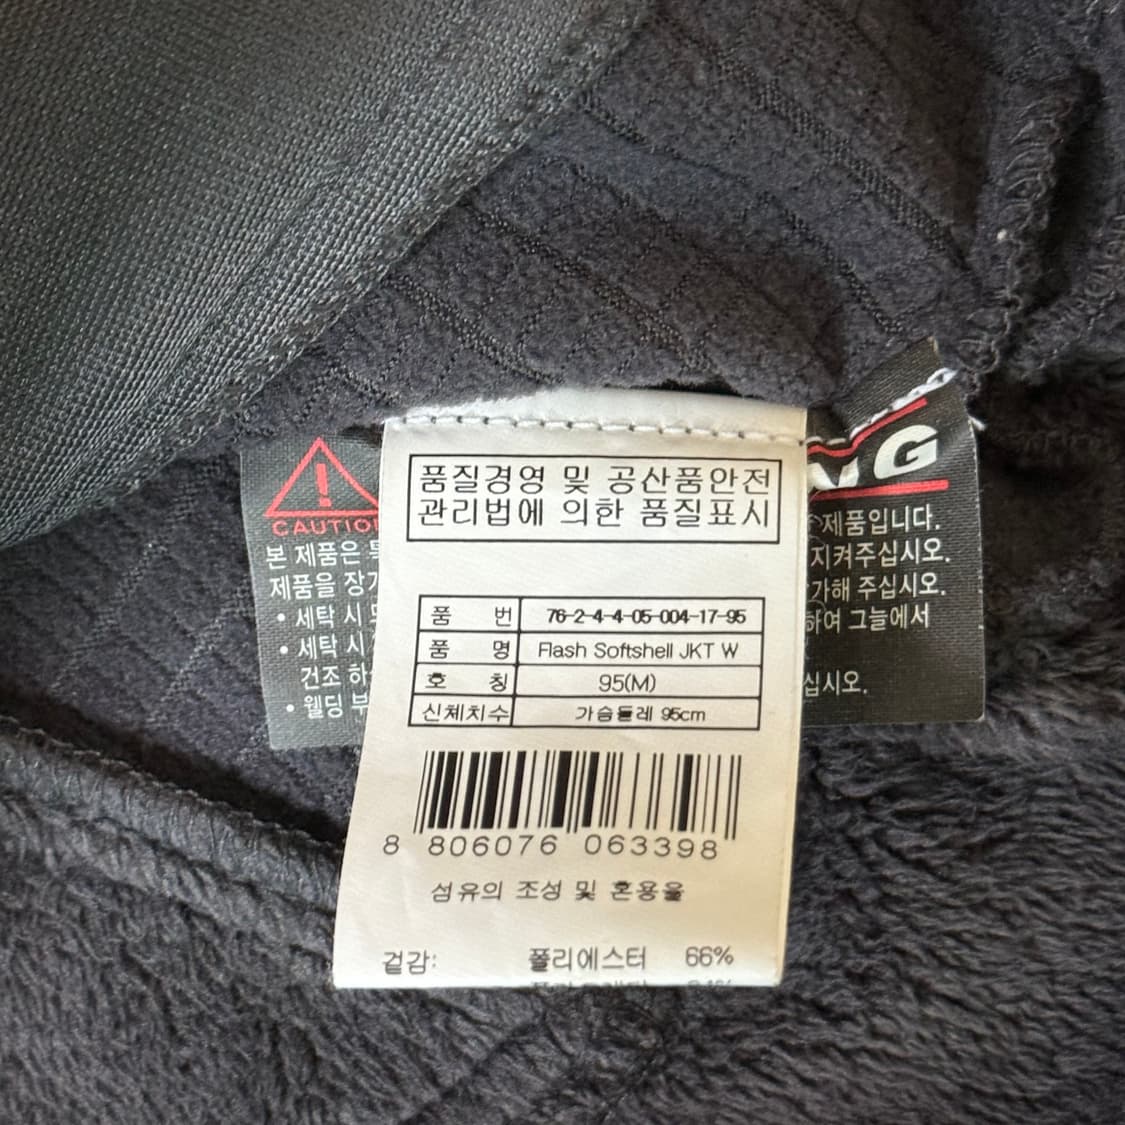 품질경영 및 공산품안전
관리법에 의한 품질표시
품 번 76-2-4-4-05-004-17-95
품 명 Flash Softshell JKT W
호 칭 95(M)
신체치수 가슴둘레 95cm
8 806076 063398
섬유의 조성 및 혼용율
겉감: 폴리에스터 66%
CAUTIO
본 제품은
제품을
• 세탁 시
• 세탁 시
건조
• 웰딩
NG
제품입니다.
지켜주십시오.
가해 주십시오.
하여 그늘에서
십시오.